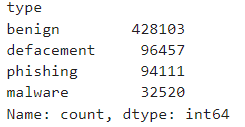 type
benign 428103
defacement 96457
phishing 94111
malware 32520
Name: count, dtype: int64